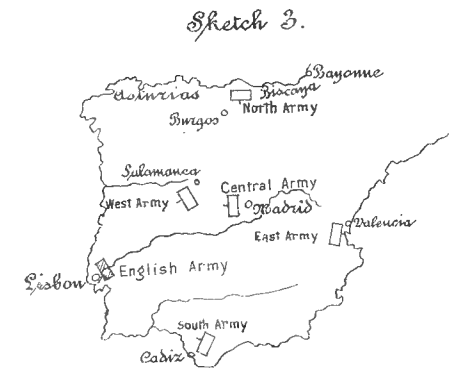 Sketch 3.
Bayonne
Asturias
Biscaya
North Army
Burgos
Salamanca
Central Army
West Army
Madrid
Valencia
East Army
English Army
Lisbon
South Army
Cadiz